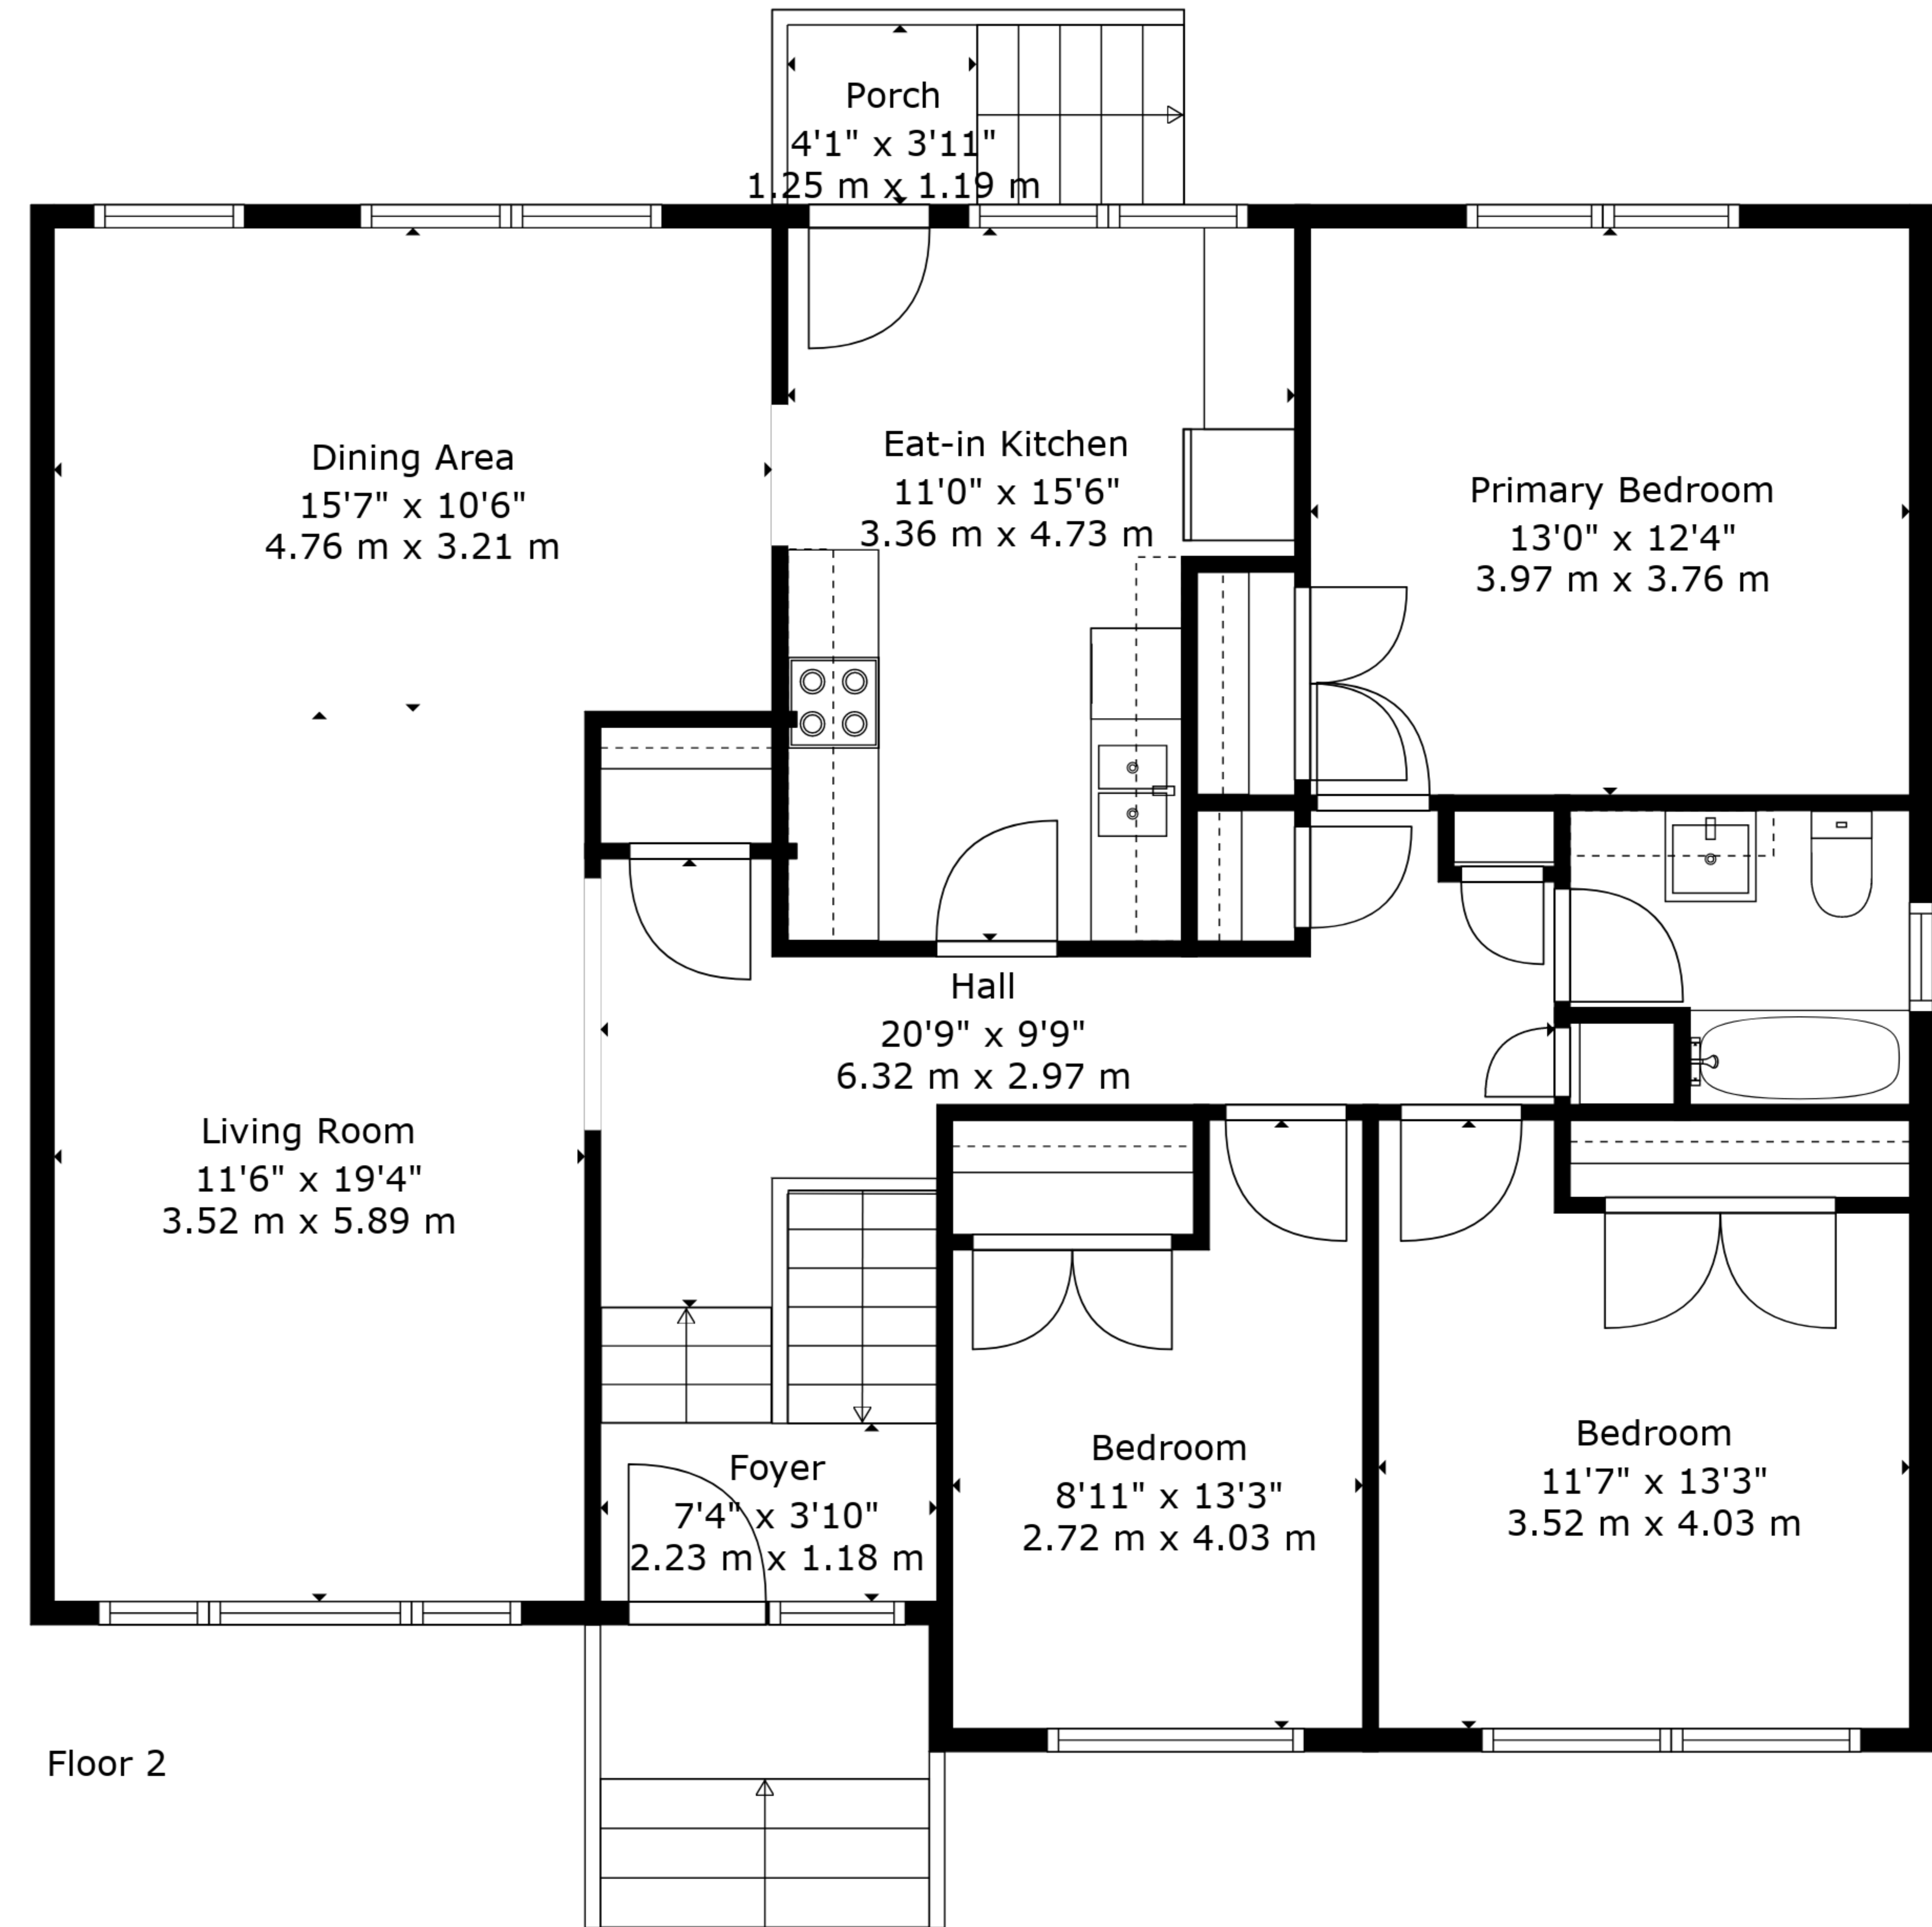 Porch
4'1" x 3'11"
1.25 m x 1.19 m
Dining Area
15'7" x 10'6"
4.76 m x 3.21 m
Eat-in Kitchen
11'0" x 15'6"
3.36 m x 4.73 m
Primary Bedroom
13'0" x 12'4"
3.97 m x 3.76 m
Hall
20'9" x 9'9"
6.32 m x 2.97 m
Living Room
11'6" x 19'4"
3.52 m x 5.89 m
Foyer
7'4" x 3'10"
2.23 m x 1.18 m
Bedroom
8'11" x 13'3"
2.72 m x 4.03 m
Bedroom
11'7" x 13'3"
3.52 m x 4.03 m
Floor 2